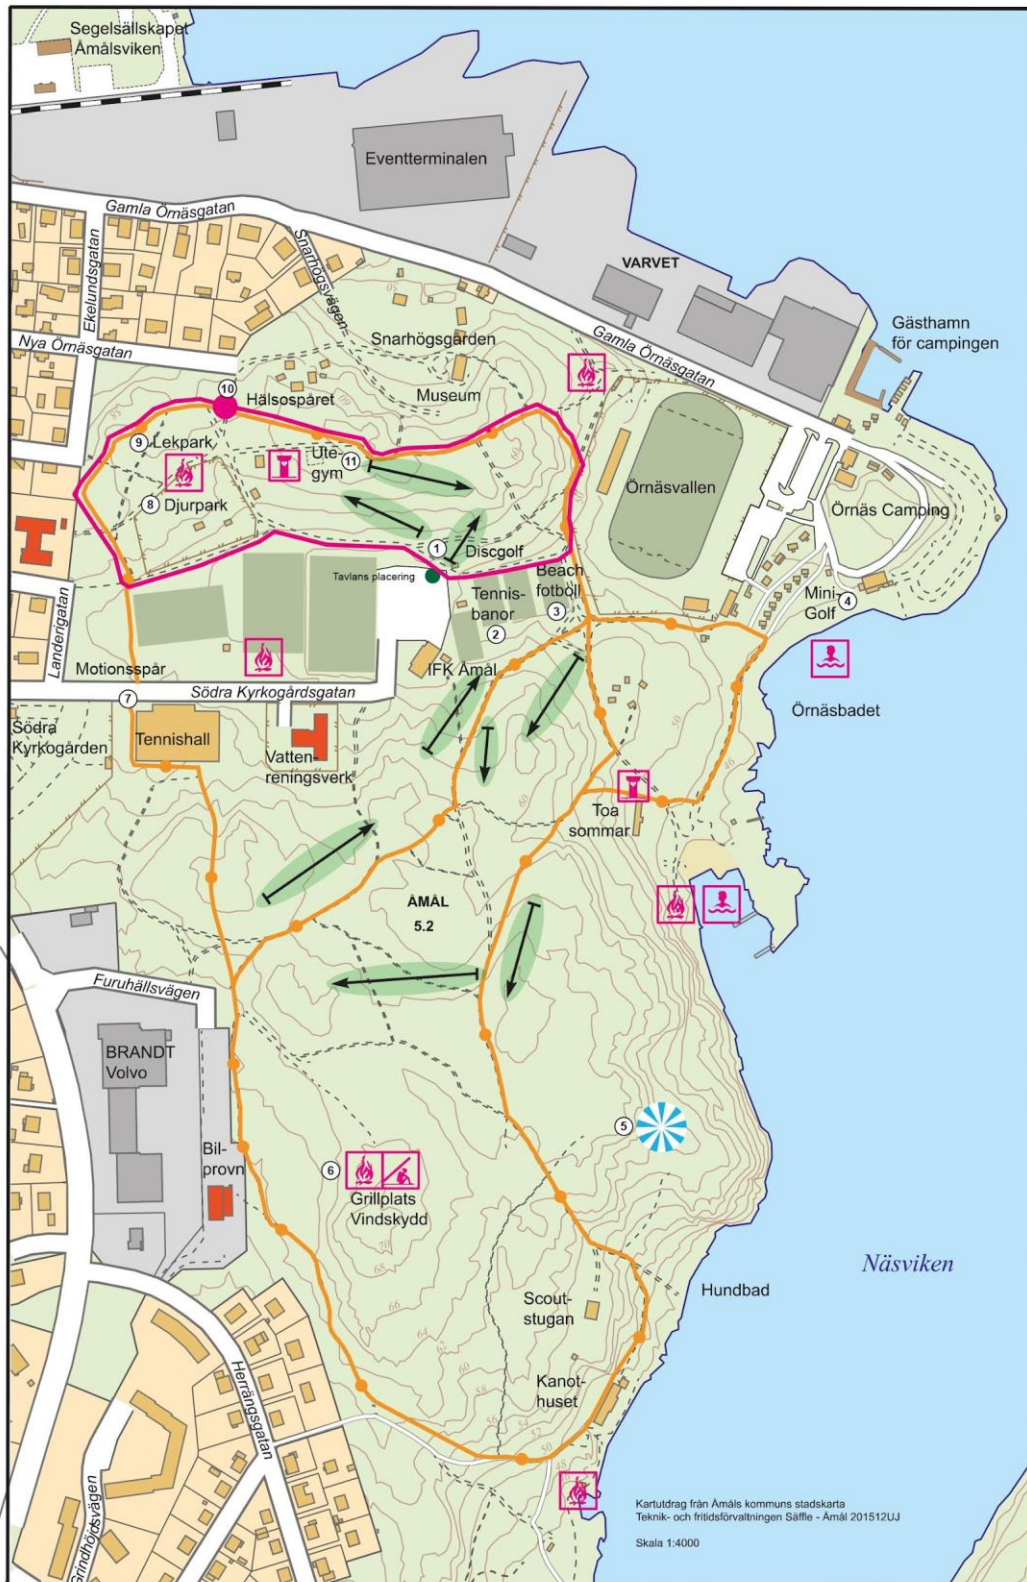 Segelsällskapet
Åmålsviken
Eventterminalen
Gamla Örnäsgatan
Ekelundsgatan
Snarhögsvägen
VARVET
Gästhamn
för campingen
Nya Örnäsgatan
Snarhögsgården
Gamla Örnäsgatan
Museum
10
Hälsospåret
9 Lekpark
Ute-
gym 11
8 Djurpark
Örnäsvallen
Örnäs Camping
1
Discgolf
Tavlans placering
Beach
fotboll
3
Tennis-
banor
2
Mini-
Golf 4
Landerigatan
Motionsspår
IFK Åmål
Södra Kyrkogårdsgatan
7
Örnäsbadet
Södra
Kyrkogården
Tennishall
Vatten-
reningsverk
Toa
sommar
ÅMÅL
5.2
Furuhällsvägen
BRANDT
Volvo
5
Bil-
provn
6
Grillplats
Vindskydd
Näsviken
Hundbad
Scout-
stugan
Kanot-
huset
Herrängsgatan
Grindhöjdsvägen
Kartutdrag från Åmåls kommuns stadskarta
Teknik- och fritidsförvaltningen Säffle - Åmål 201512UJ
Skala 1:4000